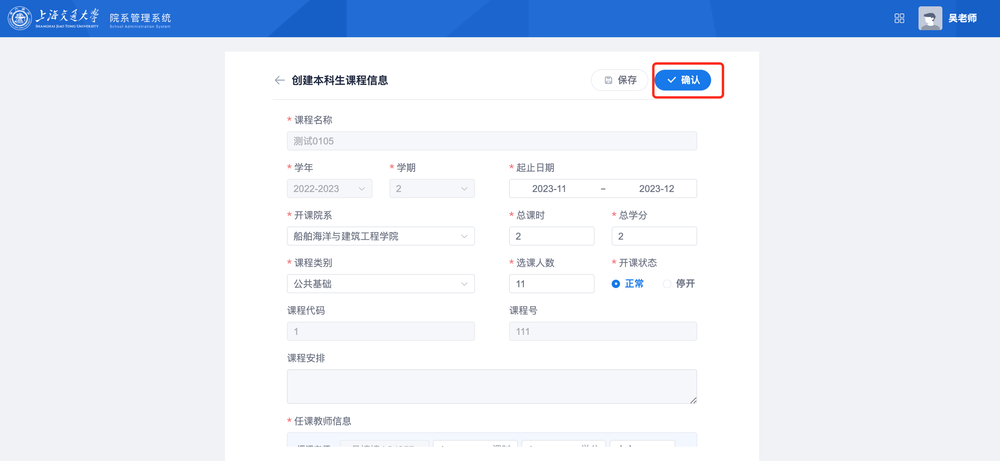 上海交通大学
SHANGHAI JIAO TONG UNIVERSITY
院系管理系统
School Administration System
吴老师
创建本科生课程信息
保存
确认
* 课程名称
测试0105
* 学年
* 学期
* 起止日期
2022-2023
2
2023-11 – 2023-12
* 开课院系
* 总课时
* 总学分
船舶海洋与建筑工程学院
2
2
* 课程类别
* 选课人数
* 开课状态
公共基础
11
正常
停开
课程代码
课程号
1
111
课程安排
* 任课教师信息